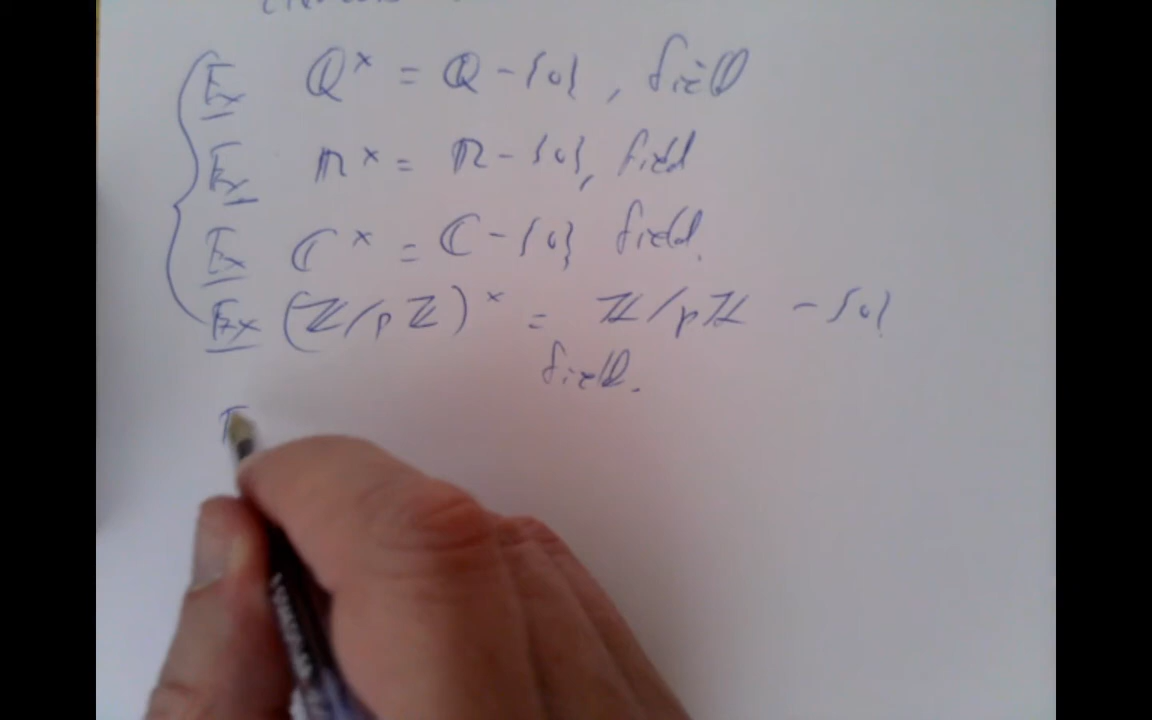 Ex ℚ^× = ℚ - {0}, field
Ex ℝ^× = ℝ - {0}, field
Ex ℂ^× = ℂ - {0} field.
Ex (ℤ/pℤ)^× = ℤ/pℤ - {0}
field.